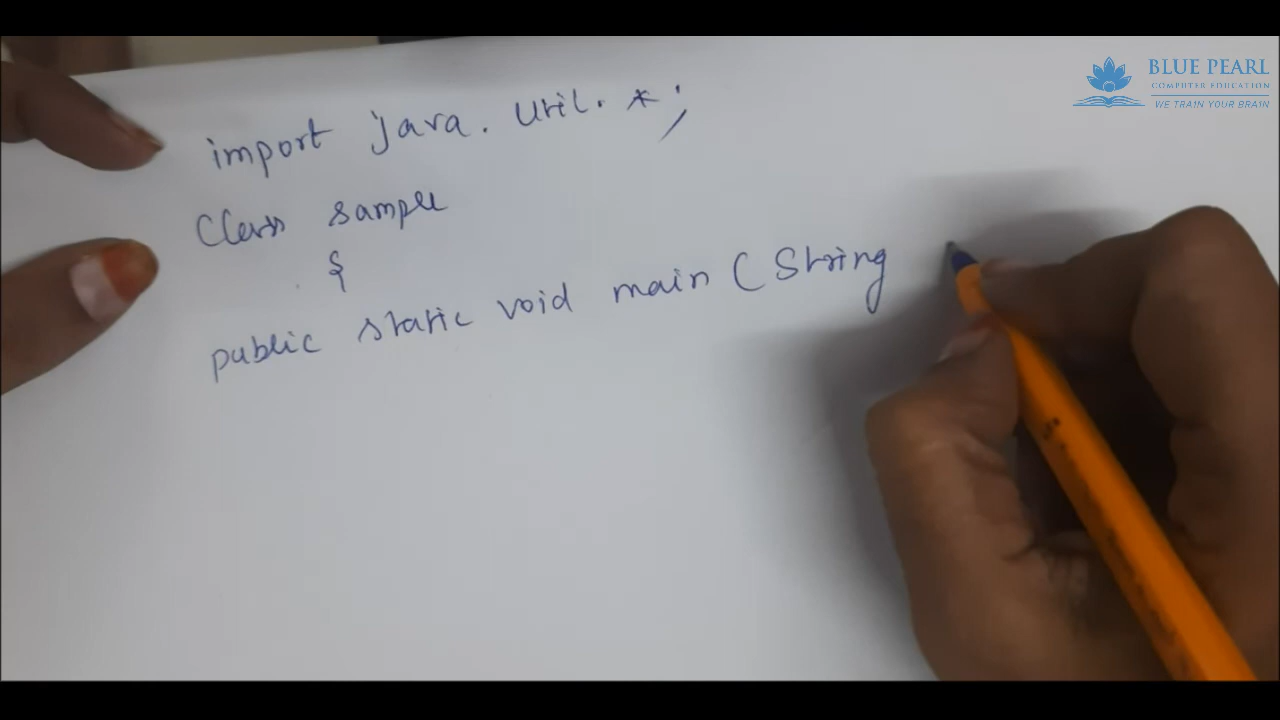 BLUE PEARL
COMPUTER EDUCATION
WE TRAIN YOUR BRAIN
import java. util. *;
Class sample
{
public static void main ( String